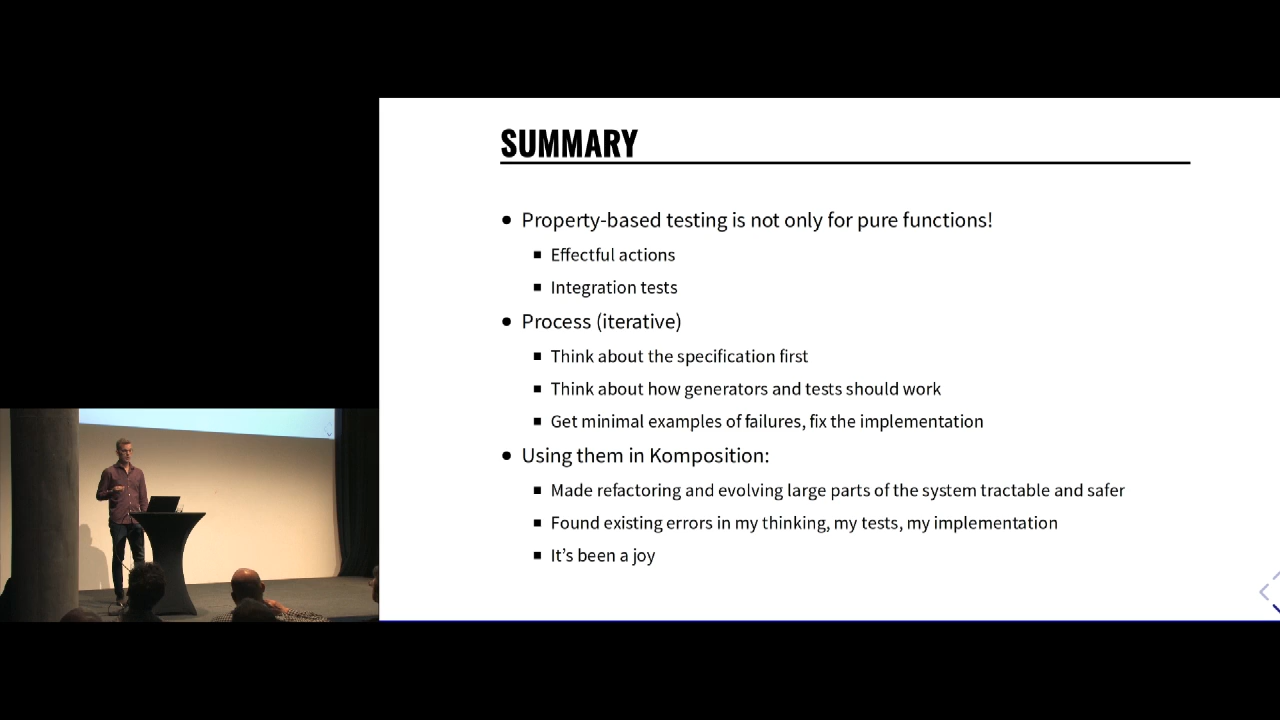 SUMMARY
Property-based testing is not only for pure functions!
Effectful actions
Integration tests
Process (iterative)
Think about the specification first
Think about how generators and tests should work
Get minimal examples of failures, fix the implementation
Using them in Komposition:
Made refactoring and evolving large parts of the system tractable and safer
Found existing errors in my thinking, my tests, my implementation
It's been a joy